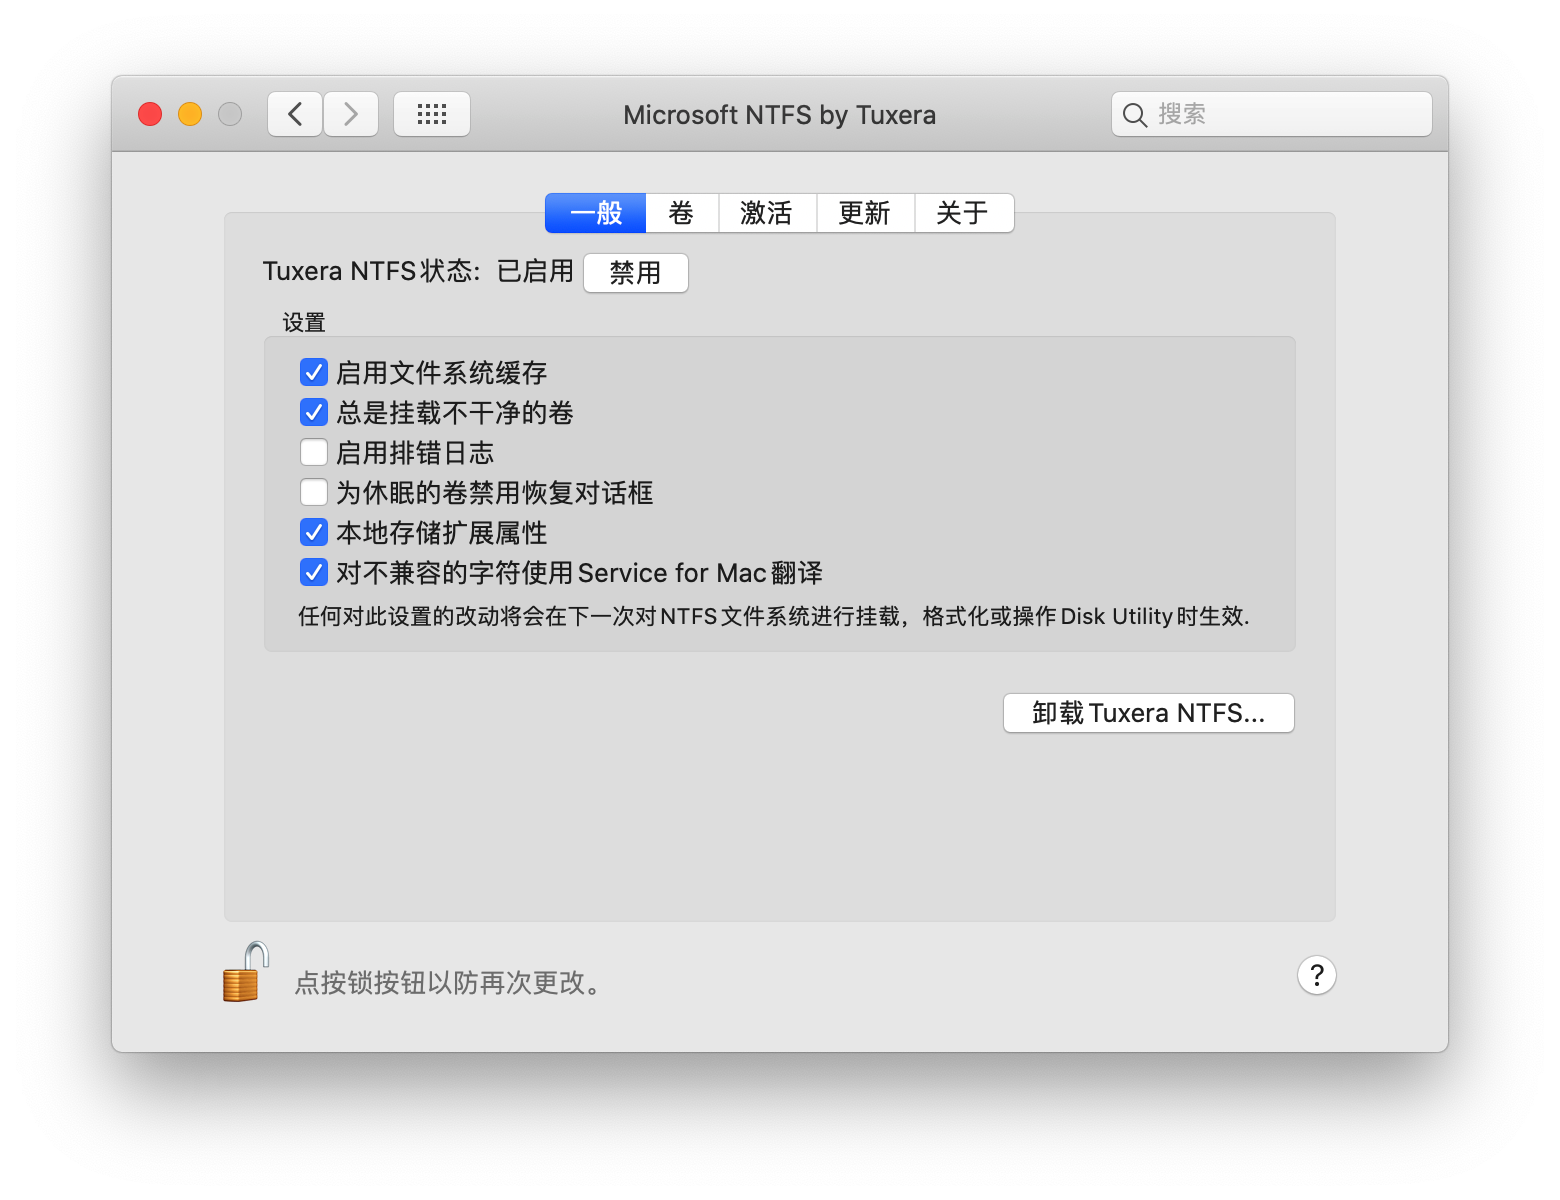 Microsoft NTFS by Tuxera
搜索
一般 卷 激活 更新 关于
Tuxera NTFS状态: 已启用 禁用
设置
启用文件系统缓存
总是挂载不干净的卷
启用排错日志
为休眠的卷禁用恢复对话框
本地存储扩展属性
对不兼容的字符使用Service for Mac翻译
任何对此设置的改动将会在下一次对NTFS文件系统进行挂载，格式化或操作Disk Utility时生效.
卸载Tuxera NTFS...
点按锁按钮以防再次更改。
?